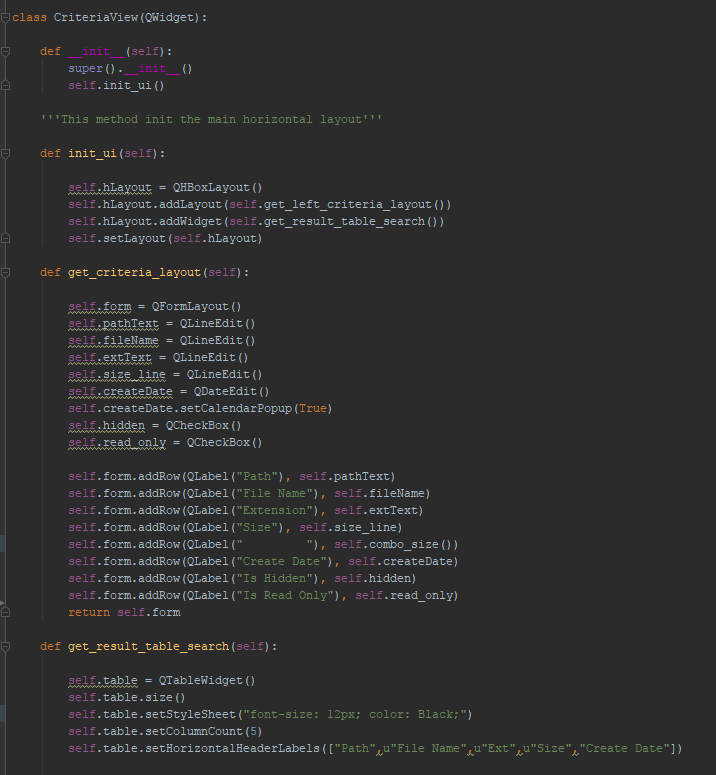 class CriteriaView(QWidget):
def __init__(self):
super().__init__()
self.init_ui()
'''This method init the main horizontal layout'''
def init_ui(self):
self.hLayout = QHBoxLayout()
self.hLayout.addLayout(self.get_left_criteria_layout())
self.hLayout.addWidget(self.get_result_table_search())
self.setLayout(self.hLayout)
def get_criteria_layout(self):
self.form = QFormLayout()
self.pathText = QLineEdit()
self.fileName = QLineEdit()
self.extText = QLineEdit()
self.size_line = QLineEdit()
self.createDate = QDateEdit()
self.createDate.setCalendarPopup(True)
self.hidden = QCheckBox()
self.read_only = QCheckBox()
self.form.addRow(QLabel("Path"), self.pathText)
self.form.addRow(QLabel("File Name"), self.fileName)
self.form.addRow(QLabel("Extension"), self.extText)
self.form.addRow(QLabel("Size"), self.size_line)
self.form.addRow(QLabel("         "), self.combo_size())
self.form.addRow(QLabel("Create Date"), self.createDate)
self.form.addRow(QLabel("Is Hidden"), self.hidden)
self.form.addRow(QLabel("Is Read Only"), self.read_only)
return self.form
def get_result_table_search(self):
self.table = QTableWidget()
self.table.size()
self.table.setStyleSheet("font-size: 12px; color: Black;")
self.table.setColumnCount(5)
self.table.setHorizontalHeaderLabels(["Path",u"File Name",u"Ext",u"Size","Create Date"])